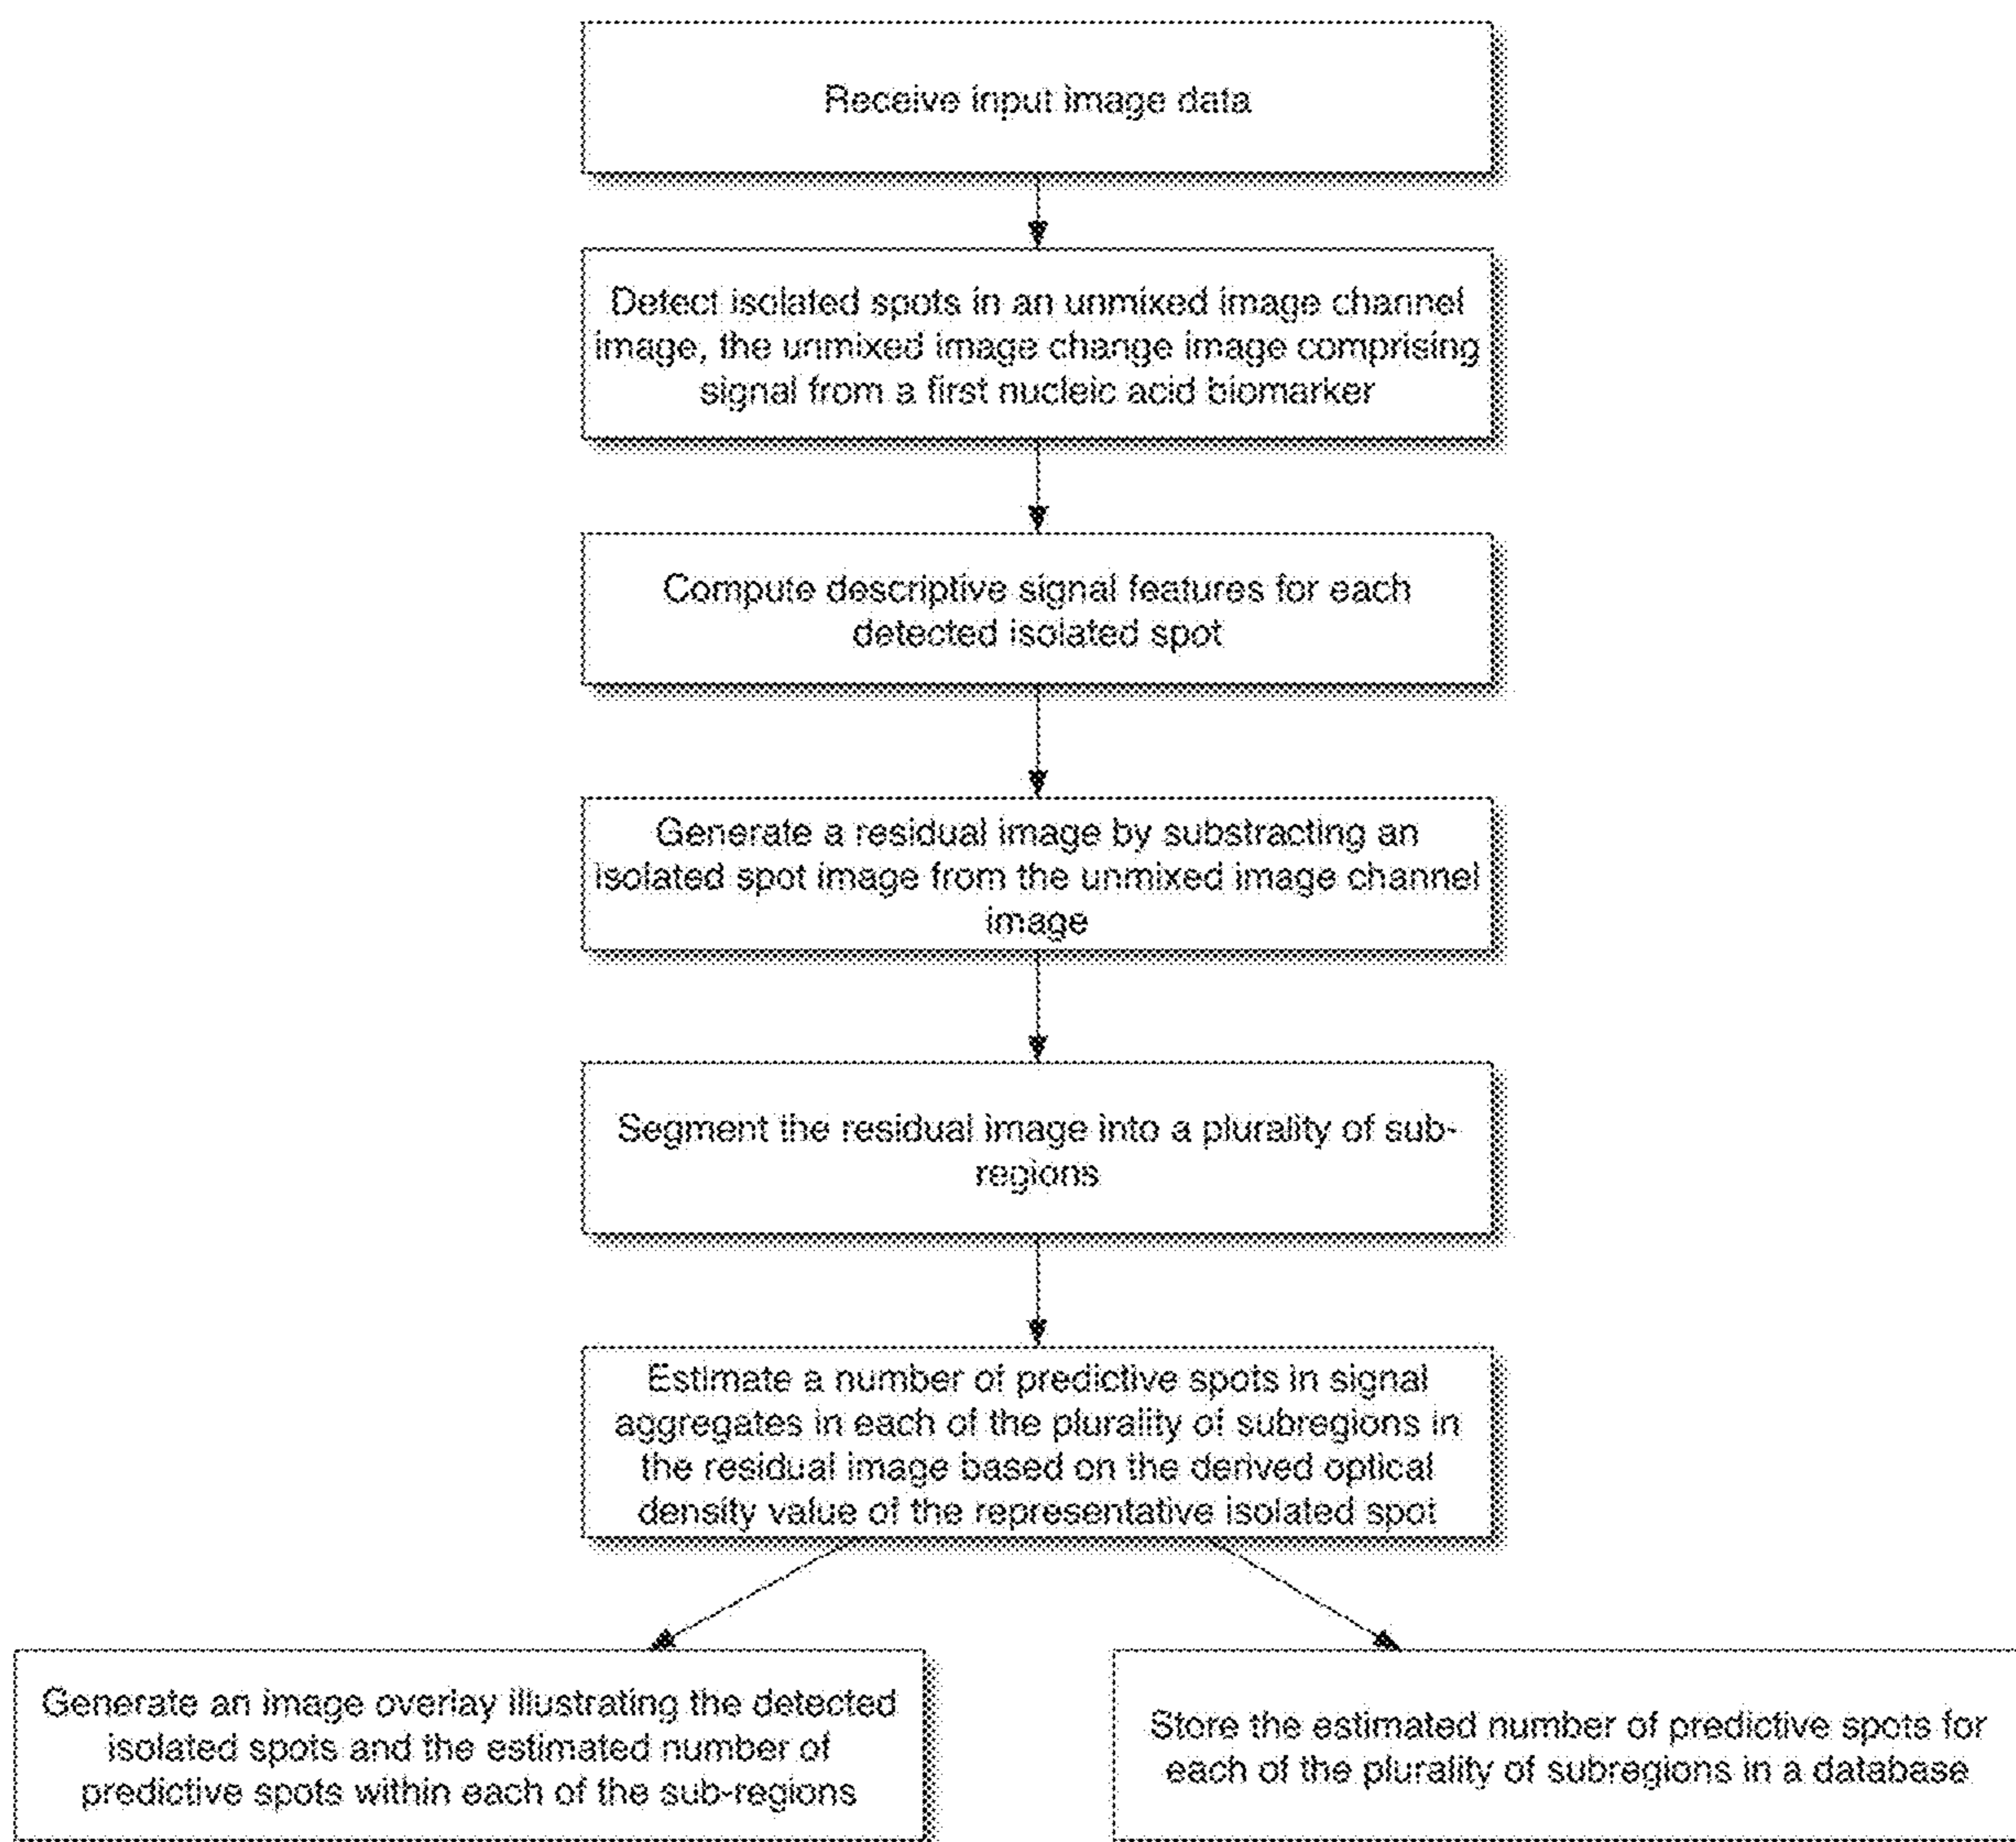 Receive input image data
Detect isolated spots in an unmixed image channel
image, the unmixed image change image comprising
signal from a first nucleic acid biomarker
Compute descriptive signal features for each
detected isolated spot
Generate a residual image by substracting an
isolated spot image from the unmixed image channel
image
Segment the residual image into a plurality of sub-
regions
Estimate a number of predictive spots in signal
aggregates in each of the plurality of subregions in
the residual image based on the derived optical
density value of the representative isolated spot
Generate an image overlay illustrating the detected
isolated spots and the estimated number of
predictive spots within each of the sub-regions
Store the estimated number of predictive spots for
each of the plurality of subregions in a database